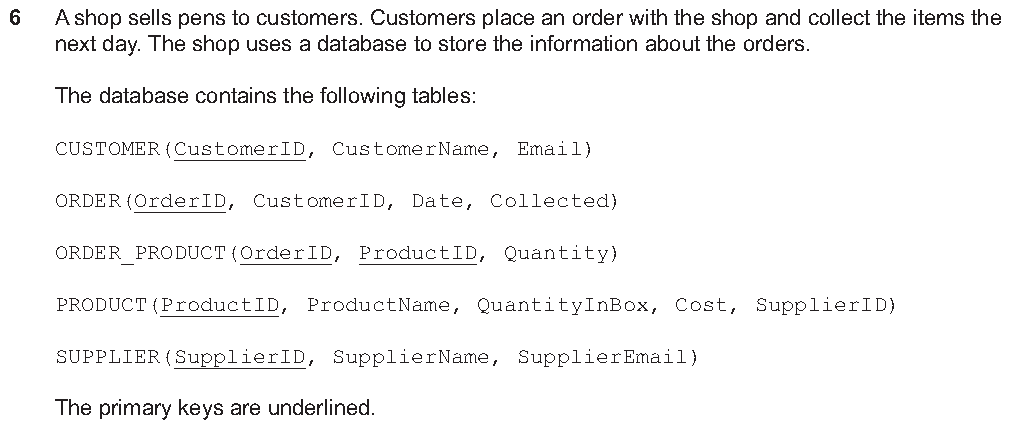 6 A shop sells pens to customers. Customers place an order with the shop and collect the items the
next day. The shop uses a database to store the information about the orders.
The database contains the following tables:
CUSTOMER(CustomerID, CustomerName, Email)
ORDER(OrderID, CustomerID, Date, Collected)
ORDER_PRODUCT(OrderID, ProductID, Quantity)
PRODUCT(ProductID, ProductName, QuantityInBox, Cost, SupplierID)
SUPPLIER(SupplierID, SupplierName, SupplierEmail)
The primary keys are underlined.